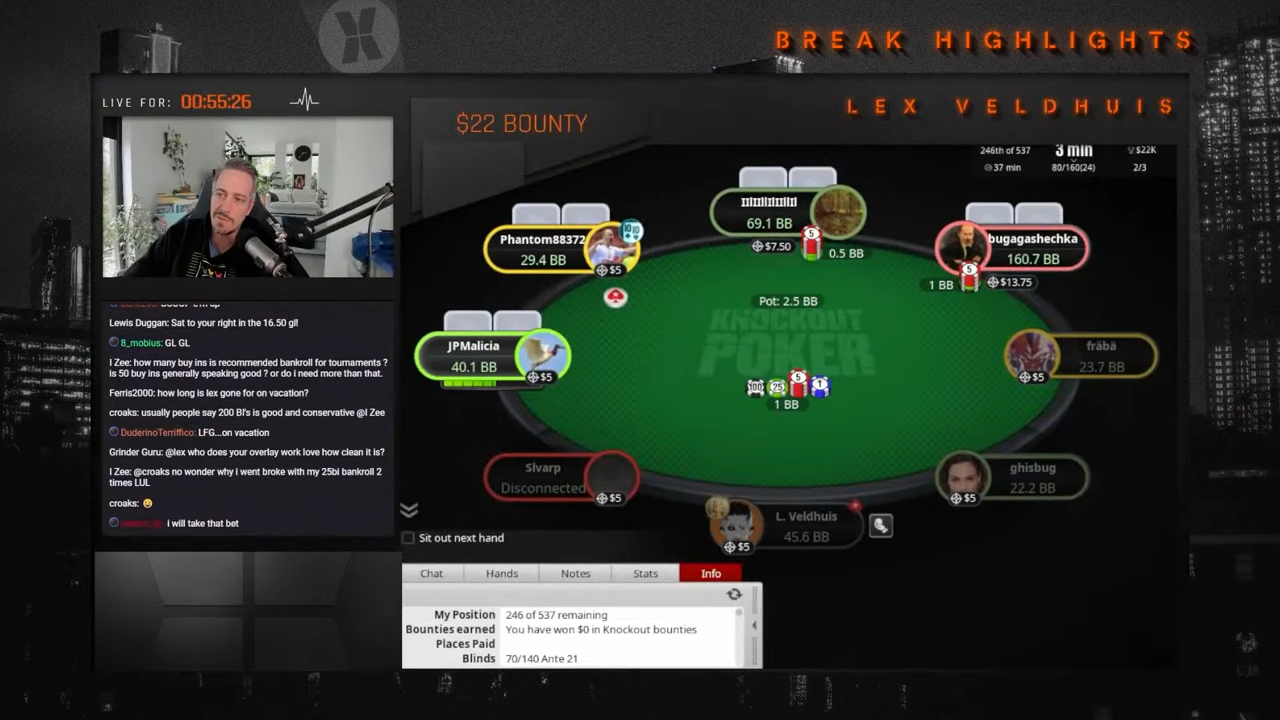 BREAK HIGHLIGHTS
LIVE FOR: 00:55:26
LEX VELDHUIS
$22 BOUNTY
246th of 537
3 min
$22K
37 min
80/160(24)
2/3
69.1 BB
$7.50
0.5 BB
Phantom88372
29.4 BB
$5
bugagashechka
160.7 BB
1 BB
$13.75
Pot: 2.5 BB
KNOCKOUT
POKER
JPMalicia
40.1 BB
$5
fräbä
23.7 BB
$5
100
25
5
1
1 BB
Slvarp
Disconnected
$5
ghisbug
22.2 BB
$5
L. Veldhuis
45.6 BB
$5
Lewis Duggan: Sat to your right in the 16.50 gl!
8_mobius: GL GL
I Zee: how many buy ins is recommended bankroll for tournaments ?
is 50 buy ins generally speaking good ? or do i need more than that.
Ferris2000: how long is lex gone for on vacation?
croaks: usually people say 200 BI's is good and conservative @I Zee
DuderinoTerriffico: LFG...on vacation
Grinder Guru: @lex who does your overlay work love how clean it is?
I Zee: @croaks no wonder why i went broke with my 25bi bankroll 2
times LUL
croaks:
i will take that bet
Sit out next hand
Chat
Hands
Notes
Stats
Info
My Position 246 of 537 remaining
Bounties earned You have won $0 in Knockout bounties
Places Paid
Blinds 70/140 Ante 21